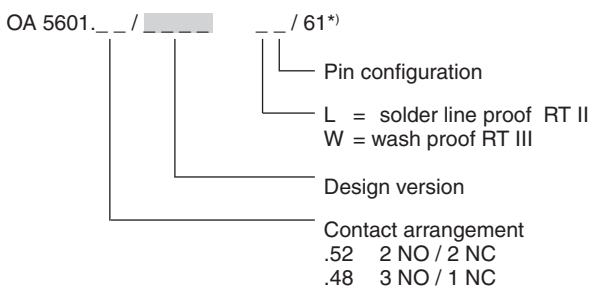 OA 5601._ _ / _ _ _ _ _ _ / 61*)
Pin configuration
L = solder line proof RT II
W = wash proof RT III
Design version
Contact arrangement
.52 2 NO / 2 NC
.48 3 NO / 1 NC